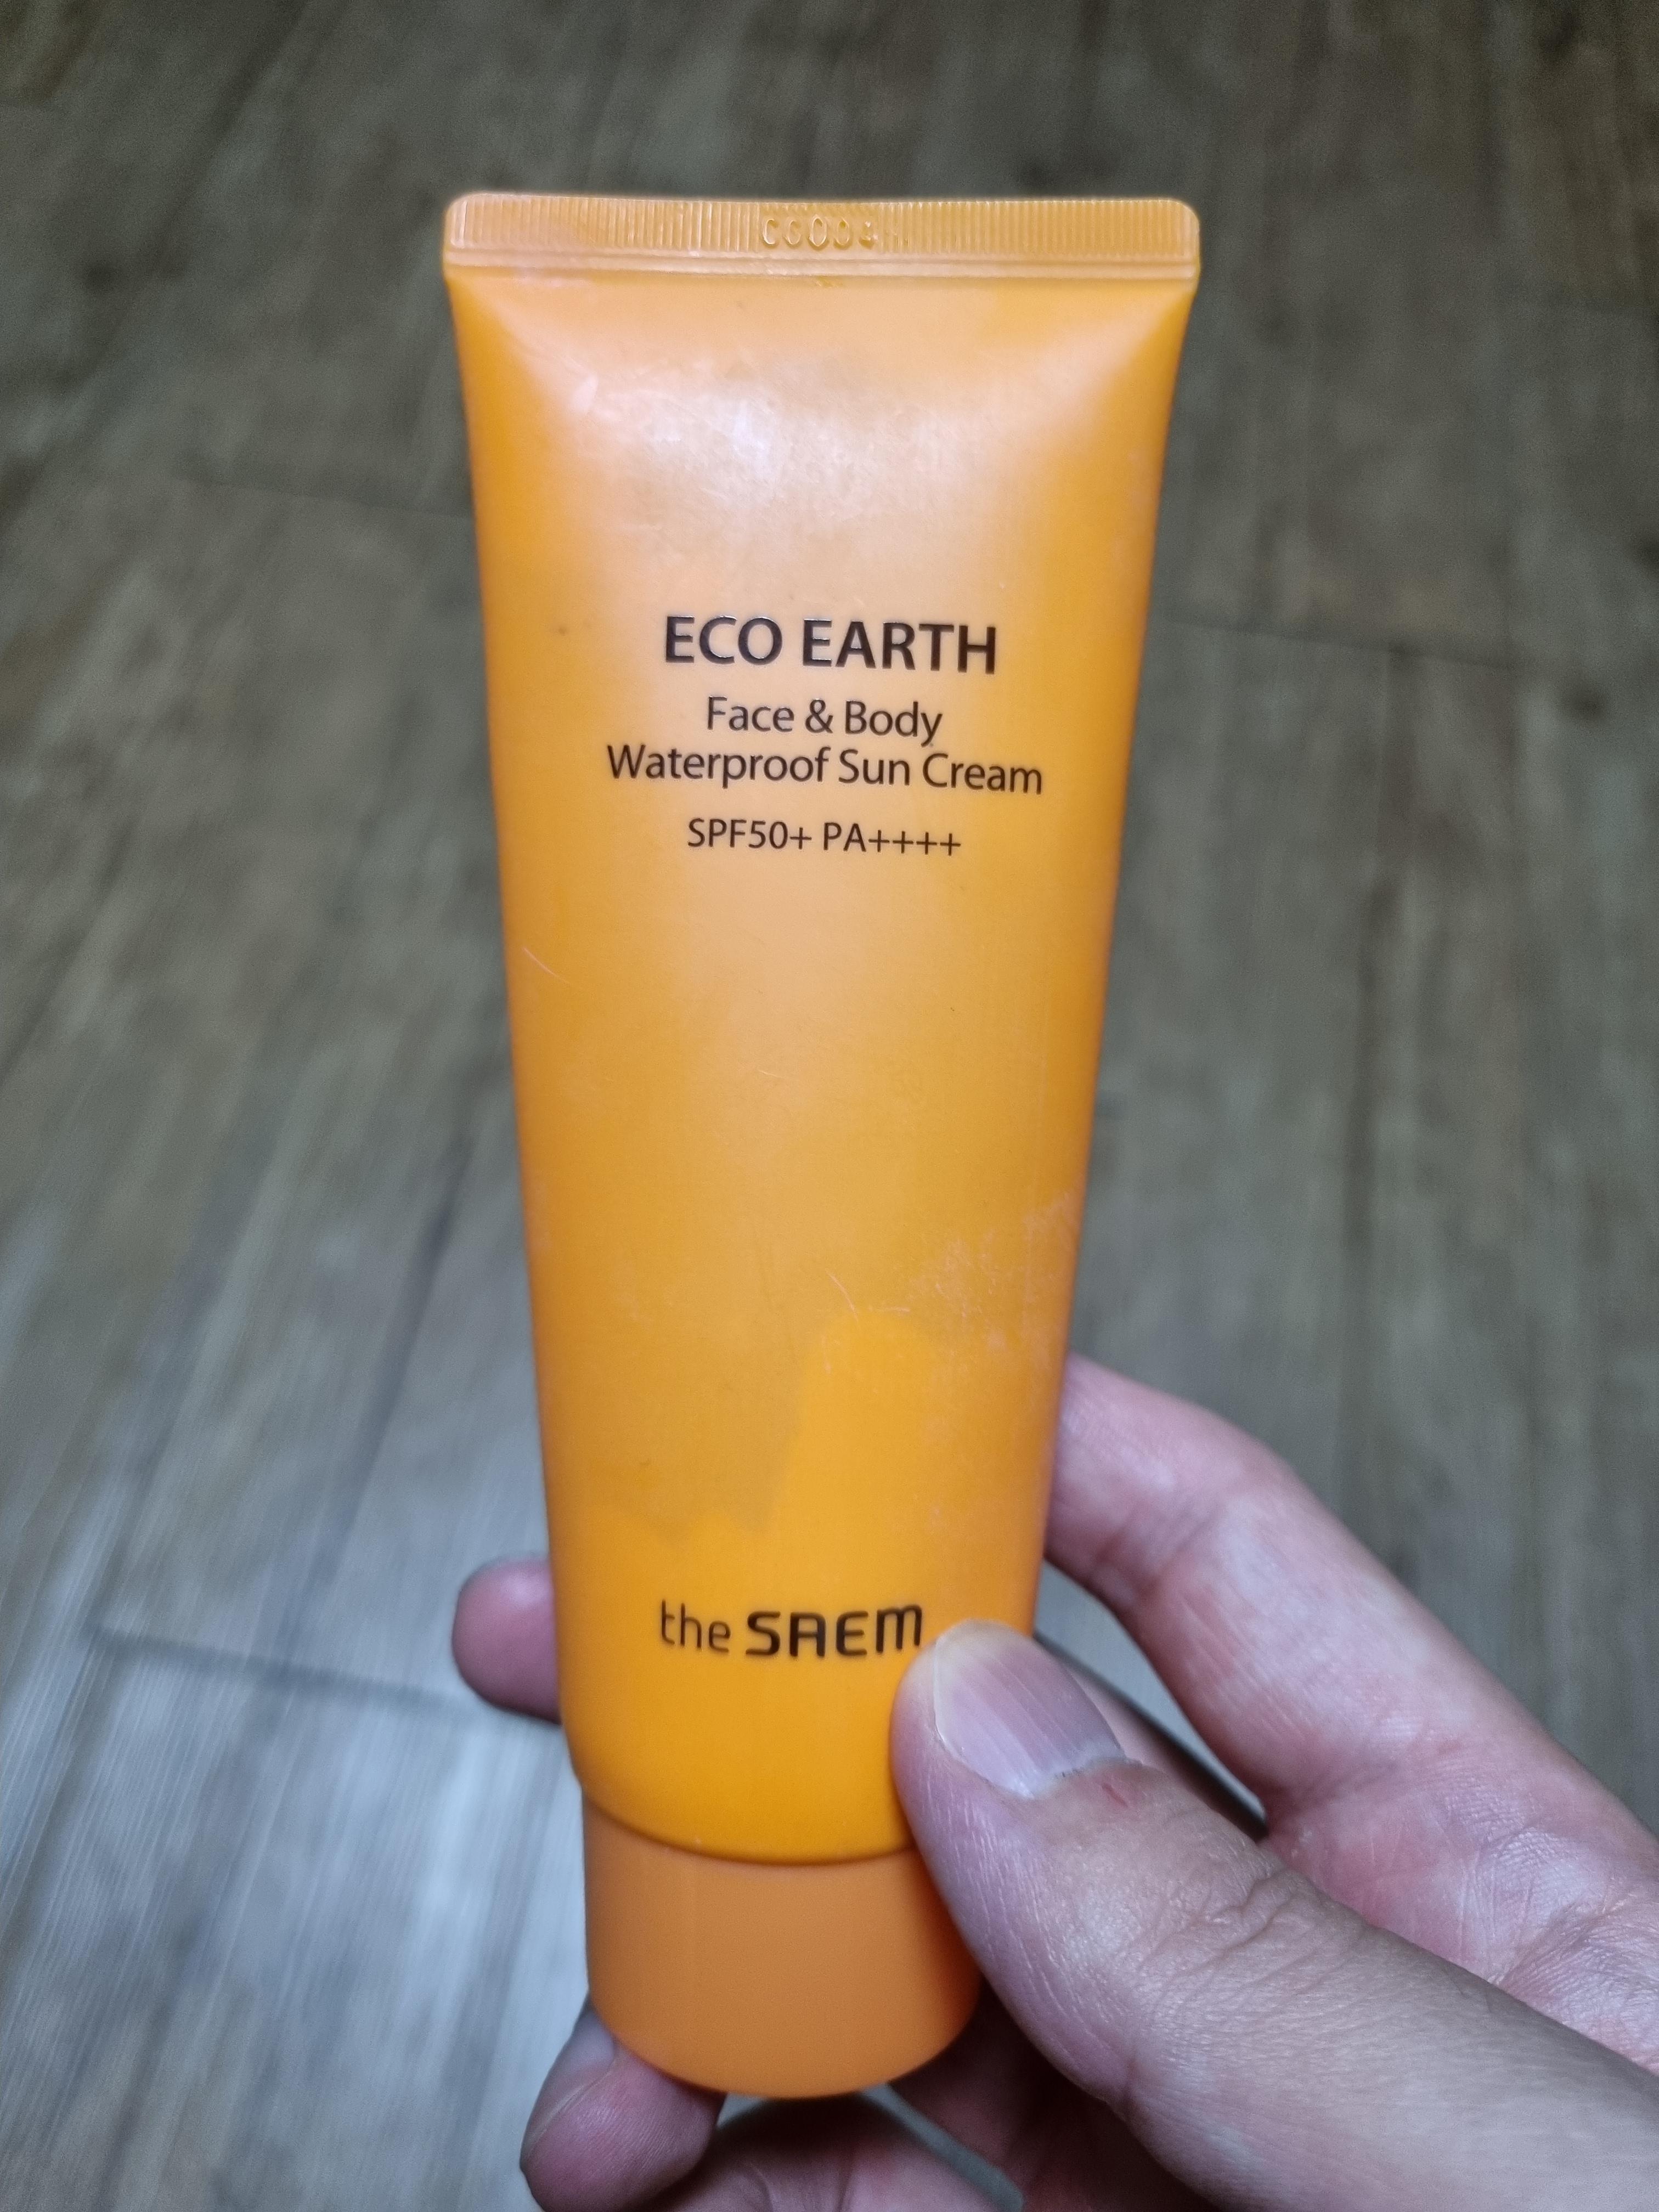 ECO EARTH
Face & Body
Waterproof Sun Cream
SPF50+ PA++++
the SAEM